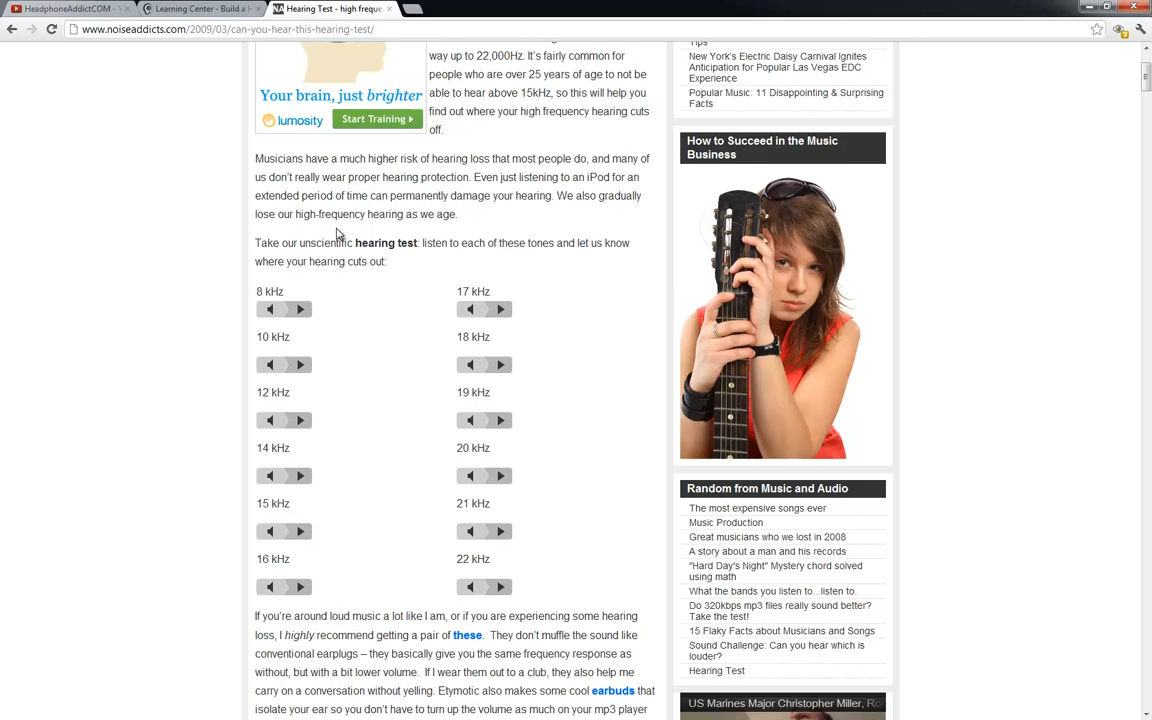 HeadphoneAddictCOM - Y
Learning Center - Build a H
NA Hearing Test - high freque
www.noiseaddicts.com/2009/03/can-you-hear-this-hearing-test/
way up to 22,000Hz. It's fairly common for
people who are over 25 years of age to not be
able to hear above 15kHz, so this will help you
find out where your high frequency hearing cuts
off.
Your brain, just brighter
lumosity
Start Training
Musicians have a much higher risk of hearing loss that most people do, and many of
us don't really wear proper hearing protection. Even just listening to an iPod for an
extended period of time can permanently damage your hearing. We also gradually
lose our high-frequency hearing as we age.
Take our unscientific hearing test: listen to each of these tones and let us know
where your hearing cuts out:
8 kHz
17 kHz
10 kHz
18 kHz
12 kHz
19 kHz
14 kHz
20 kHz
15 kHz
21 kHz
16 kHz
22 kHz
If you're around loud music a lot like I am, or if you are experiencing some hearing
loss, I highly recommend getting a pair of these. They don't muffle the sound like
conventional earplugs – they basically give you the same frequency response as
without, but with a bit lower volume. If I wear them out to a club, they also help me
carry on a conversation without yelling. Etymotic also makes some cool earbuds that
isolate your ear so you don't have to turn up the volume as much on your mp3 player
Tips
New York's Electric Daisy Carnival Ignites
Anticipation for Popular Las Vegas EDC
Experience
Popular Music: 11 Disappointing & Surprising
Facts
How to Succeed in the Music
Business
Random from Music and Audio
The most expensive songs ever
Music Production
Great musicians who we lost in 2008
A story about a man and his records
"Hard Day's Night" Mystery chord solved
using math
What the bands you listen to...listen to.
Do 320kbps mp3 files really sound better?
Take the test!
15 Flaky Facts about Musicians and Songs
Sound Challenge: Can you hear which is
louder?
Hearing Test
US Marines Major Christopher Miller,